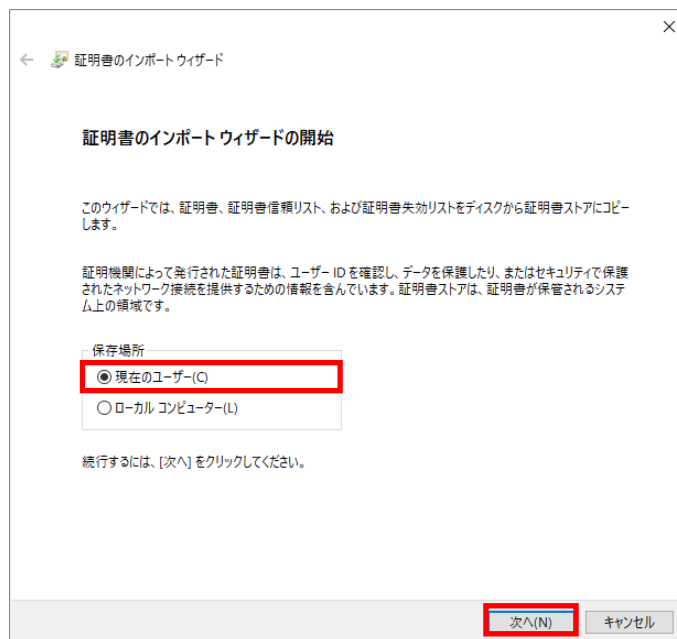 証明書のインポート ウィザード
証明書のインポート ウィザードの開始
このウィザードでは、証明書、証明書信頼リスト、および証明書失効リストをディスクから証明書ストアにコピー
します。
証明機関によって発行された証明書は、ユーザー ID を確認し、データを保護したり、またはセキュリティで保護
されたネットワーク接続を提供するための情報を含んでいます。証明書ストアは、証明書が保管されるシステ
ム上の領域です。
保存場所
現在のユーザー(C)
ローカル コンピューター(L)
続行するには、[次へ] をクリックしてください。
次へ(N) キャンセル